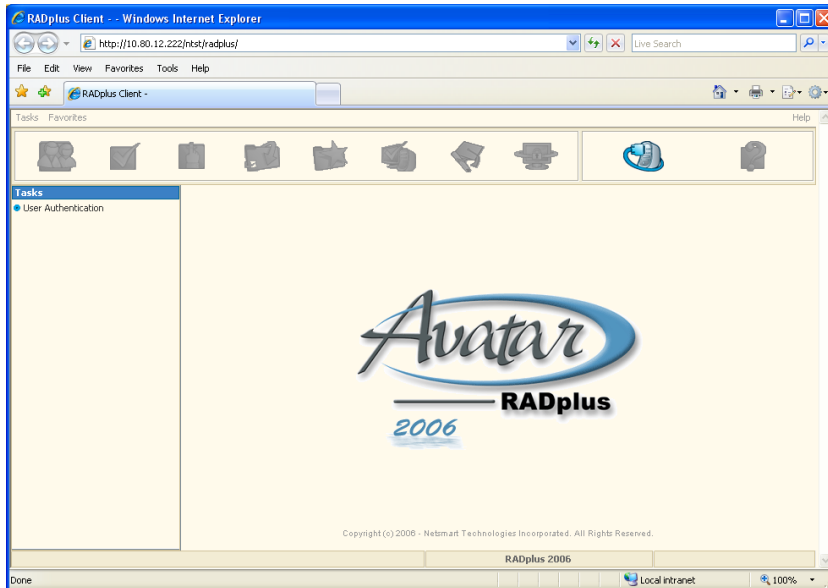 RADplus Client - - Windows Internet Explorer
http://10.80.12.222/ntst/radplus/
Live Search
File Edit View Favorites Tools Help
RADplus Client -
Tasks Favorites Help
Tasks
User Authentication
Avatar
RADplus
2006
Copyright (c) 2006 - Netsmart Technologies Incorporated. All Rights Reserved.
RADplus 2006
Done Local intranet 100%